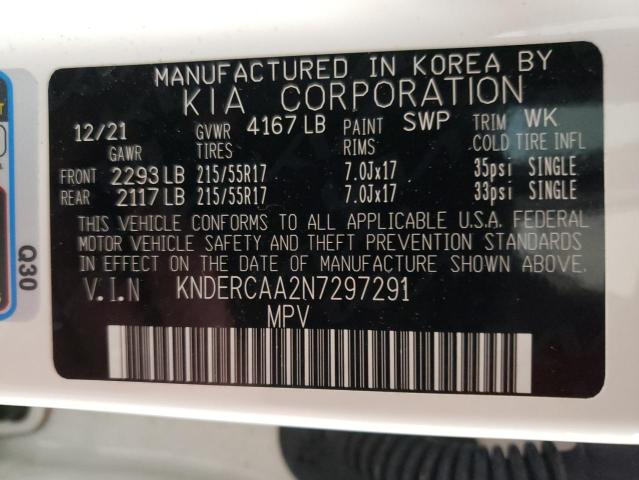 MANUFACTURED IN KOREA BY
KIA CORPORATION
12/21 GVWR 4167 LB PAINT SWP TRIM WK
GAWR TIRES RIMS COLD TIRE INFL
FRONT 2293 LB 215/55R17 7.0Jx17 35psi SINGLE
REAR 2117 LB 215/55R17 7.0Jx17 33psi SINGLE
THIS VEHICLE CONFORMS TO ALL APPLICABLE U.S.A. FEDERAL
MOTOR VEHICLE SAFETY AND THEFT PREVENTION STANDARDS
IN EFFECT ON THE DATE OF MANUFACTURE SHOWN ABOVE.
V.I.N KNDERCAA2N7297291
MPV
Q30